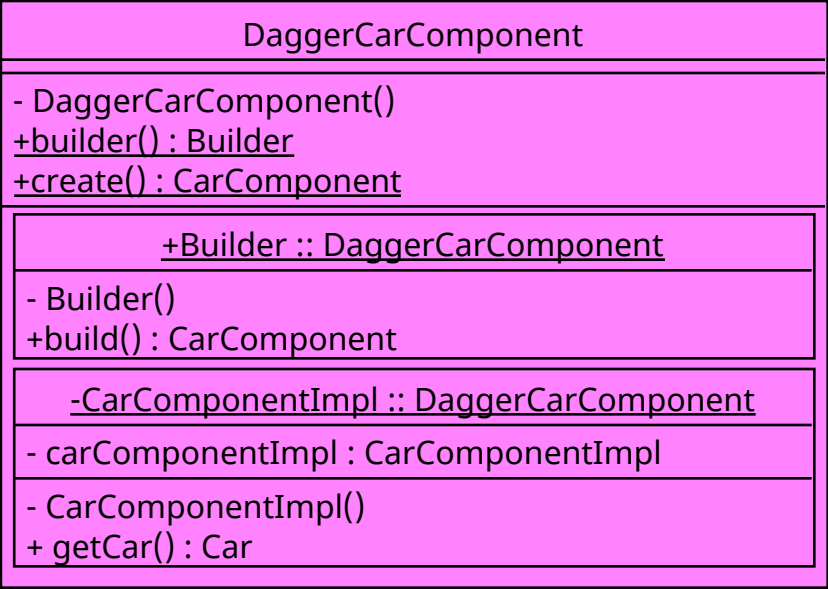 DaggerCarComponent
- DaggerCarComponent()
+builder() : Builder
+create() : CarComponent
+Builder :: DaggerCarComponent
- Builder()
+build() : CarComponent
-CarComponentImpl :: DaggerCarComponent
- carComponentImpl : CarComponentImpl
- CarComponentImpl()
+ getCar() : Car